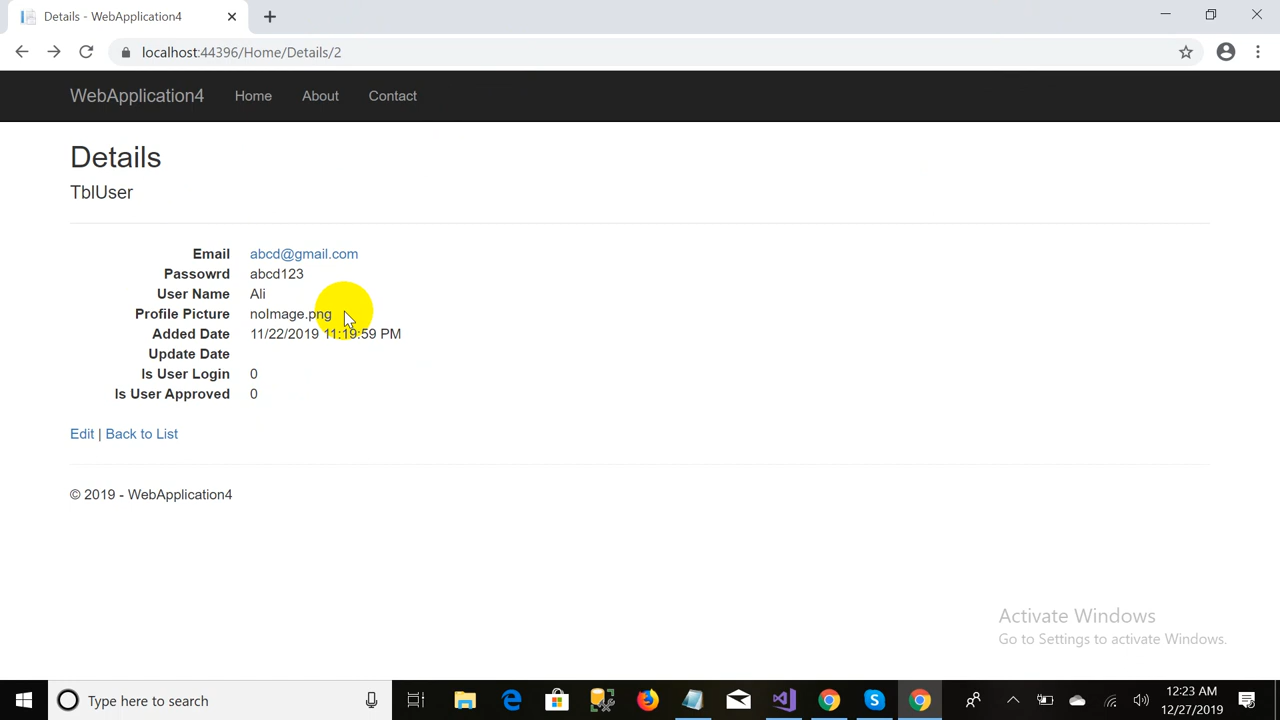 Details - WebApplication4
localhost:44396/Home/Details/2
WebApplication4 Home About Contact
Details
TblUser
Email abcd@gmail.com
Passowrd abcd123
User Name Ali
Profile Picture noImage.png
Added Date 11/22/2019 11:19:59 PM
Update Date
Is User Login 0
Is User Approved 0
Edit | Back to List
© 2019 - WebApplication4
Activate Windows
Go to Settings to activate Windows.
Type here to search
12:23 AM
12/27/2019